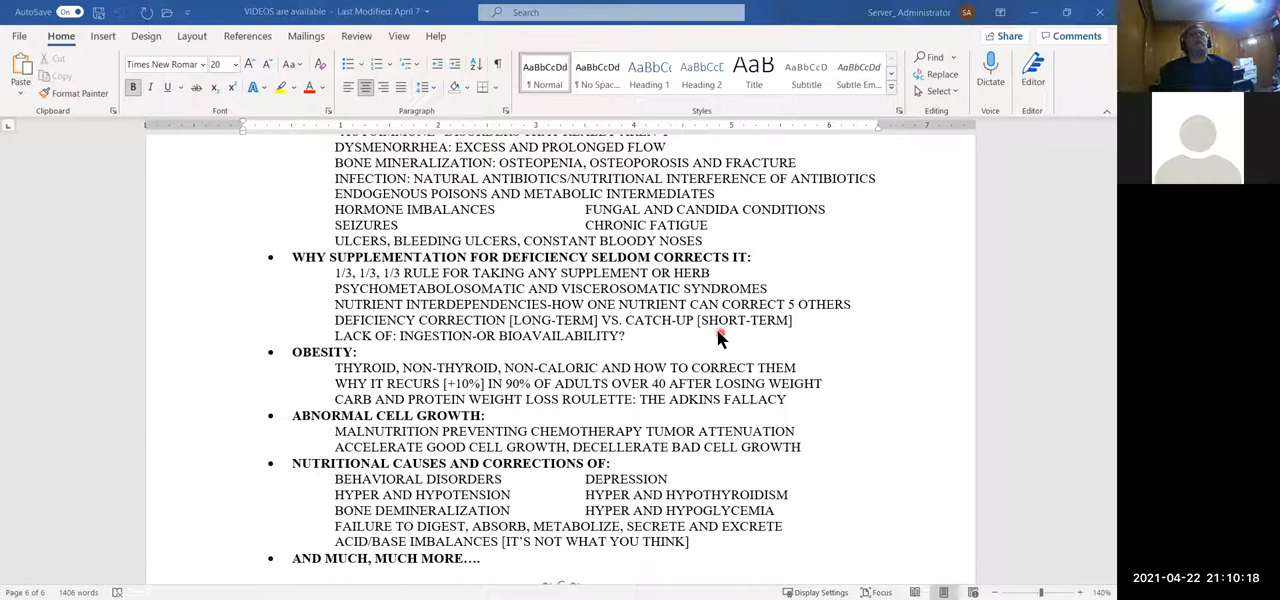 AutoSave On VIDEOS are available - Last Modified: April 7 Search Server_Administrator SA
File Home Insert Design Layout References Mailings Review View Help Share Comments
Paste Cut Copy Format Painter
Times New Romar 20
AaBbCcDd AaBbCcDd AaBbCc AaBbCcD AaB AaBbCcD AaBbCcDd
¶ Normal ¶ No Spac... Heading 1 Heading 2 Title Subtitle Subtle Em...
Find Replace Select Dictate Editor
Clipboard Font Paragraph Styles Editing Voice Editor
1 1 2 3 4 5 6 7
DYSMENORRHEA: EXCESS AND PROLONGED FLOW
BONE MINERALIZATION: OSTEOPENIA, OSTEOPOROSIS AND FRACTURE
INFECTION: NATURAL ANTIBIOTICS/NUTRITIONAL INTERFERENCE OF ANTIBIOTICS
ENDOGENOUS POISONS AND METABOLIC INTERMEDIATES
HORMONE IMBALANCES FUNGAL AND CANDIDA CONDITIONS
SEIZURES CHRONIC FATIGUE
ULCERS, BLEEDING ULCERS, CONSTANT BLOODY NOSES
• WHY SUPPLEMENTATION FOR DEFICIENCY SELDOM CORRECTS IT:
1/3, 1/3, 1/3 RULE FOR TAKING ANY SUPPLEMENT OR HERB
PSYCHOMETABOLOSOMATIC AND VISCEROSOMATIC SYNDROMES
NUTRIENT INTERDEPENDENCIES-HOW ONE NUTRIENT CAN CORRECT 5 OTHERS
DEFICIENCY CORRECTION [LONG-TERM] VS. CATCH-UP [SHORT-TERM]
LACK OF: INGESTION-OR BIOAVAILABILITY?
• OBESITY:
THYROID, NON-THYROID, NON-CALORIC AND HOW TO CORRECT THEM
WHY IT RECURS [+10%] IN 90% OF ADULTS OVER 40 AFTER LOSING WEIGHT
CARB AND PROTEIN WEIGHT LOSS ROULETTE: THE ADKINS FALLACY
• ABNORMAL CELL GROWTH:
MALNUTRITION PREVENTING CHEMOTHERAPY TUMOR ATTENUATION
ACCELERATE GOOD CELL GROWTH, DECELLERATE BAD CELL GROWTH
• NUTRITIONAL CAUSES AND CORRECTIONS OF:
BEHAVIORAL DISORDERS DEPRESSION
HYPER AND HYPOTENSION HYPER AND HYPOTHYROIDISM
BONE DEMINERALIZATION HYPER AND HYPOGLYCEMIA
FAILURE TO DIGEST, ABSORB, METABOLIZE, SECRETE AND EXCRETE
ACID/BASE IMBALANCES [IT'S NOT WHAT YOU THINK]
• AND MUCH, MUCH MORE….
Page 6 of 6 1406 words Display Settings Focus 140%
2021-04-22 21:10:18